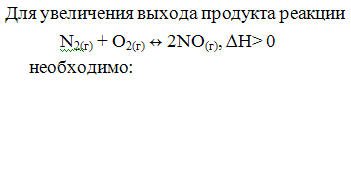 Для увеличения выхода продукта реакции
N₂₍г₎ + O₂₍г₎ ↔ 2NO₍г₎, ΔH> 0
необходимо: